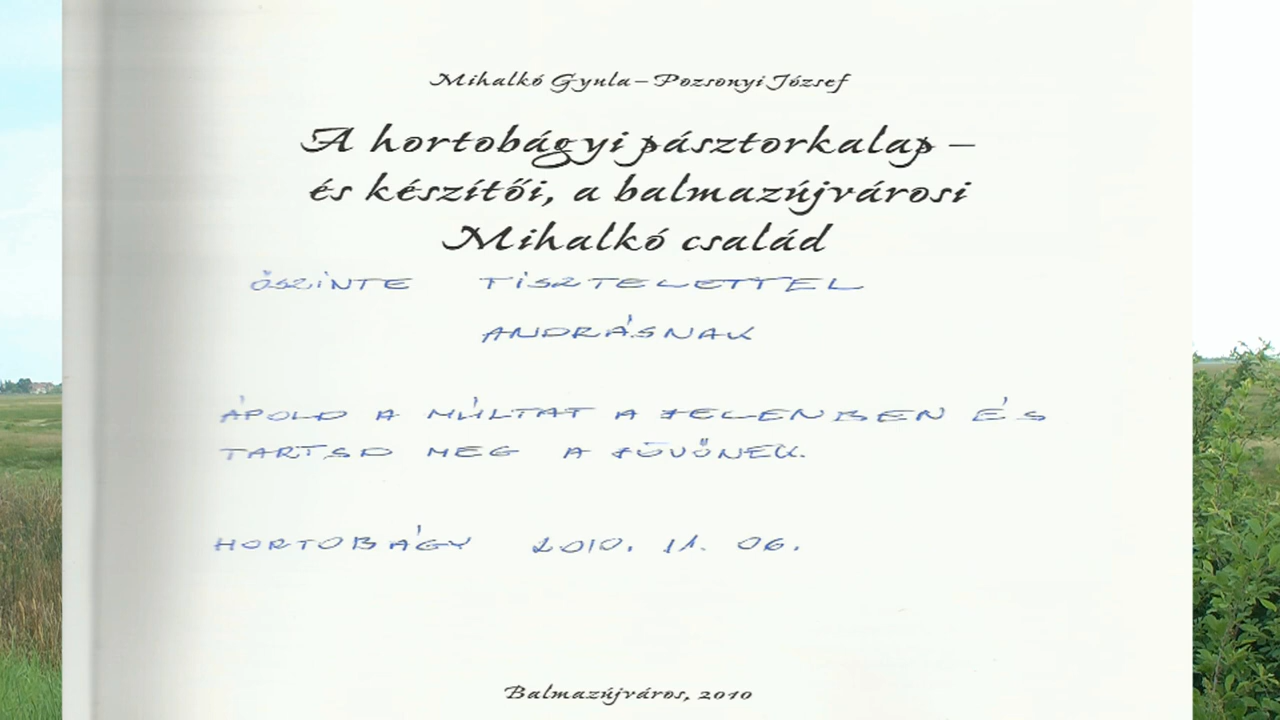 Mihalkó Gyula – Pozsonyi József
A hortobágyi pásztorkalap –
és készítői, a balmazújvárosi
Mihalkó család
ŐSZINTE TISZTELETTEL
ANDRÁSNAK
ÁPOLD A MÚLTAT A JELENBEN ÉS
TARTSD MEG A JÖVŐNEK.
HORTOBÁGY 2010. 11. 06.
Balmazújváros, 2010